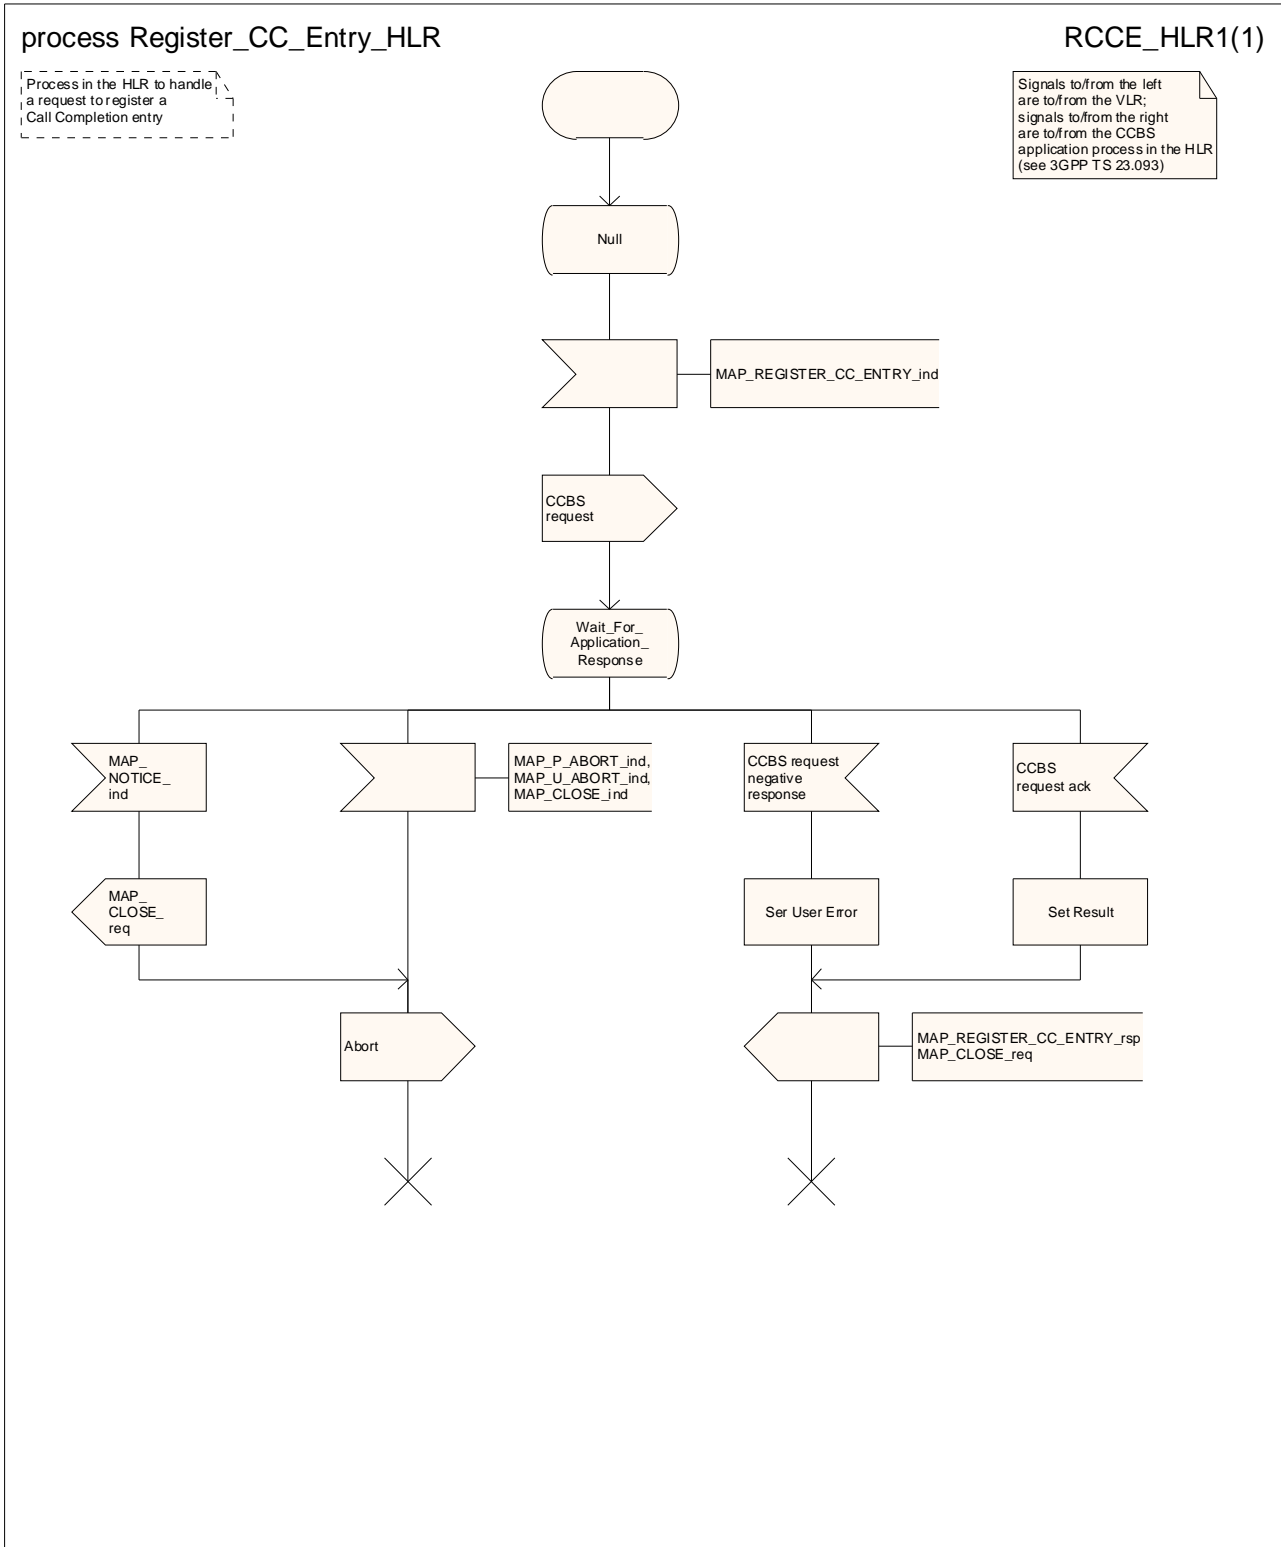 process Register_CC_Entry_HLR
RCCE_HLR1(1)
Process in the HLR to handle
a request to register a
Call Completion entry
Signals to/from the left
are to/from the VLR;
signals to/from the right
are to/from the CCBS
application process in the HLR
(see 3GPP TS 23.093)
Null
MAP_REGISTER_CC_ENTRY_ind
CCBS
request
Wait_For_
Application_
Response
MAP_
NOTICE_
ind
MAP_P_ABORT_ind,
MAP_U_ABORT_ind,
MAP_CLOSE_ind
CCBS request
negative
response
CCBS
request ack
MAP_
CLOSE_
req
Ser User Error
Set Result
Abort
MAP_REGISTER_CC_ENTRY_rsp
MAP_CLOSE_req